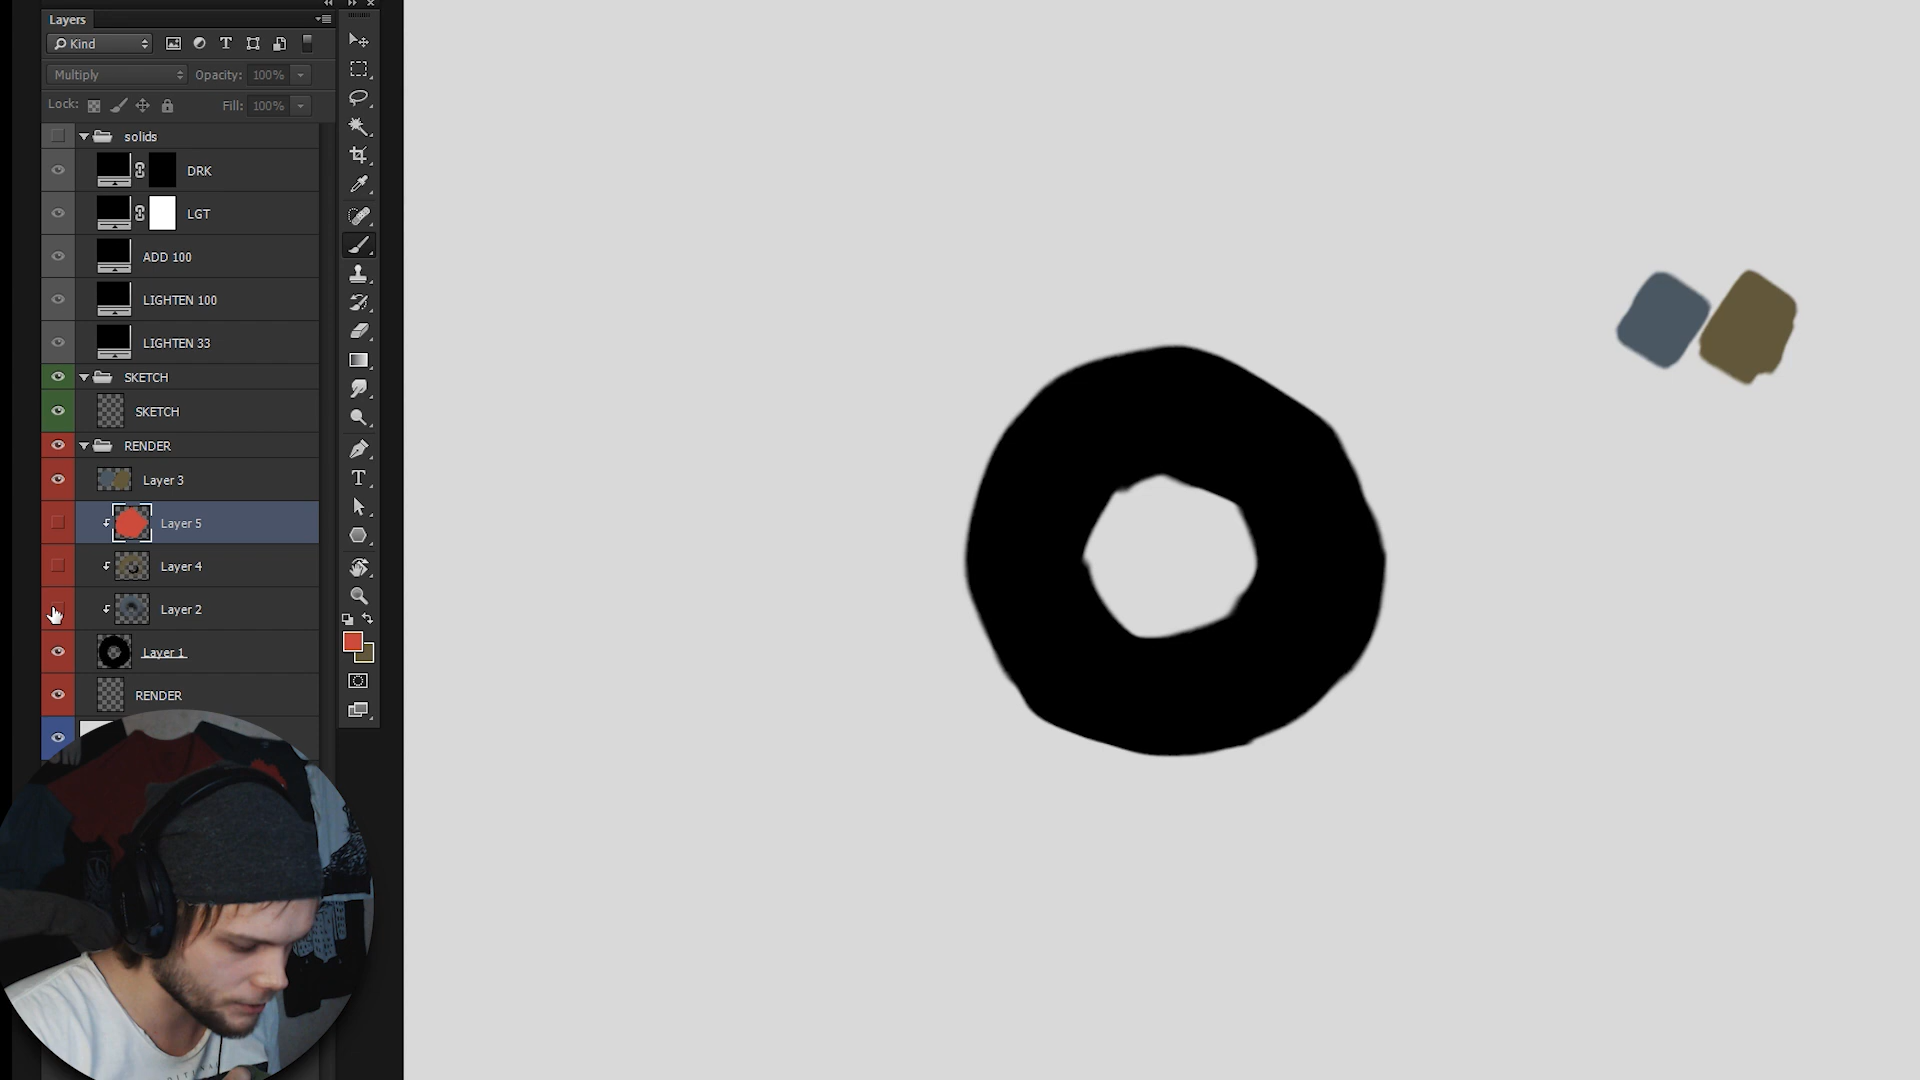 Layers
Kind
Multiply Opacity: 100%
Lock: Fill: 100%
solids
DRK
LGT
ADD 100
LIGHTEN 100
LIGHTEN 33
SKETCH
SKETCH
RENDER
Layer 3
Layer 5
Layer 4
Layer 2
Layer 1
RENDER